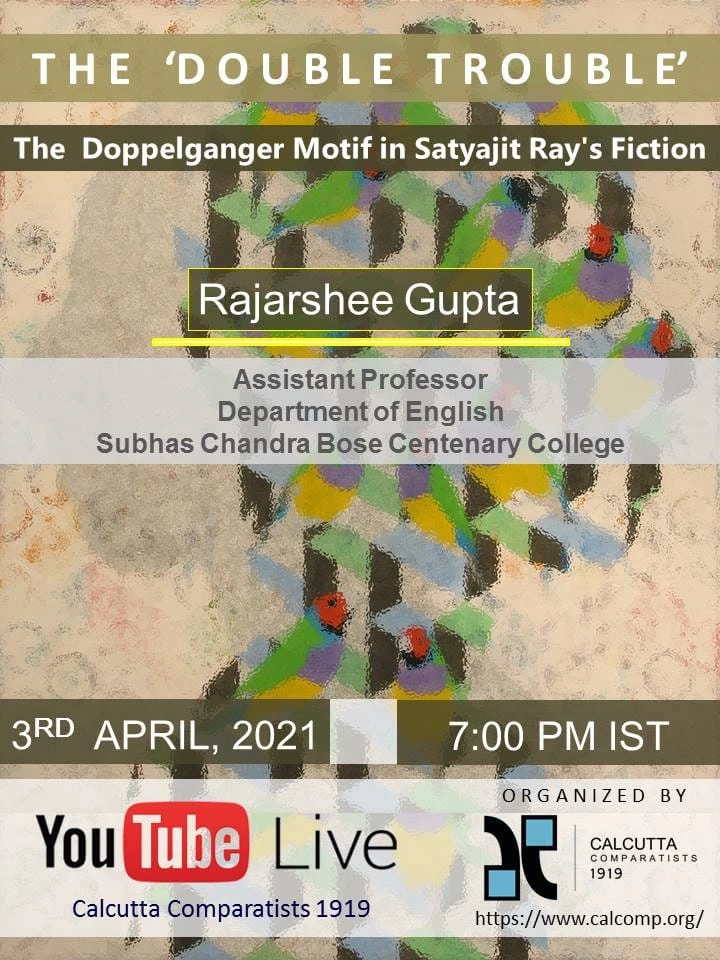 THE ‘DOUBLE TROUBLE’
The Doppelganger Motif in Satyajit Ray's Fiction
Rajarshee Gupta
Assistant Professor
Department of English
Subhas Chandra Bose Centenary College
3RD APRIL, 2021
7:00 PM IST
YouTube Live
Calcutta Comparatists 1919
ORGANIZED BY
CALCUTTA
COMPARATISTS
1919
https://www.calcomp.org/